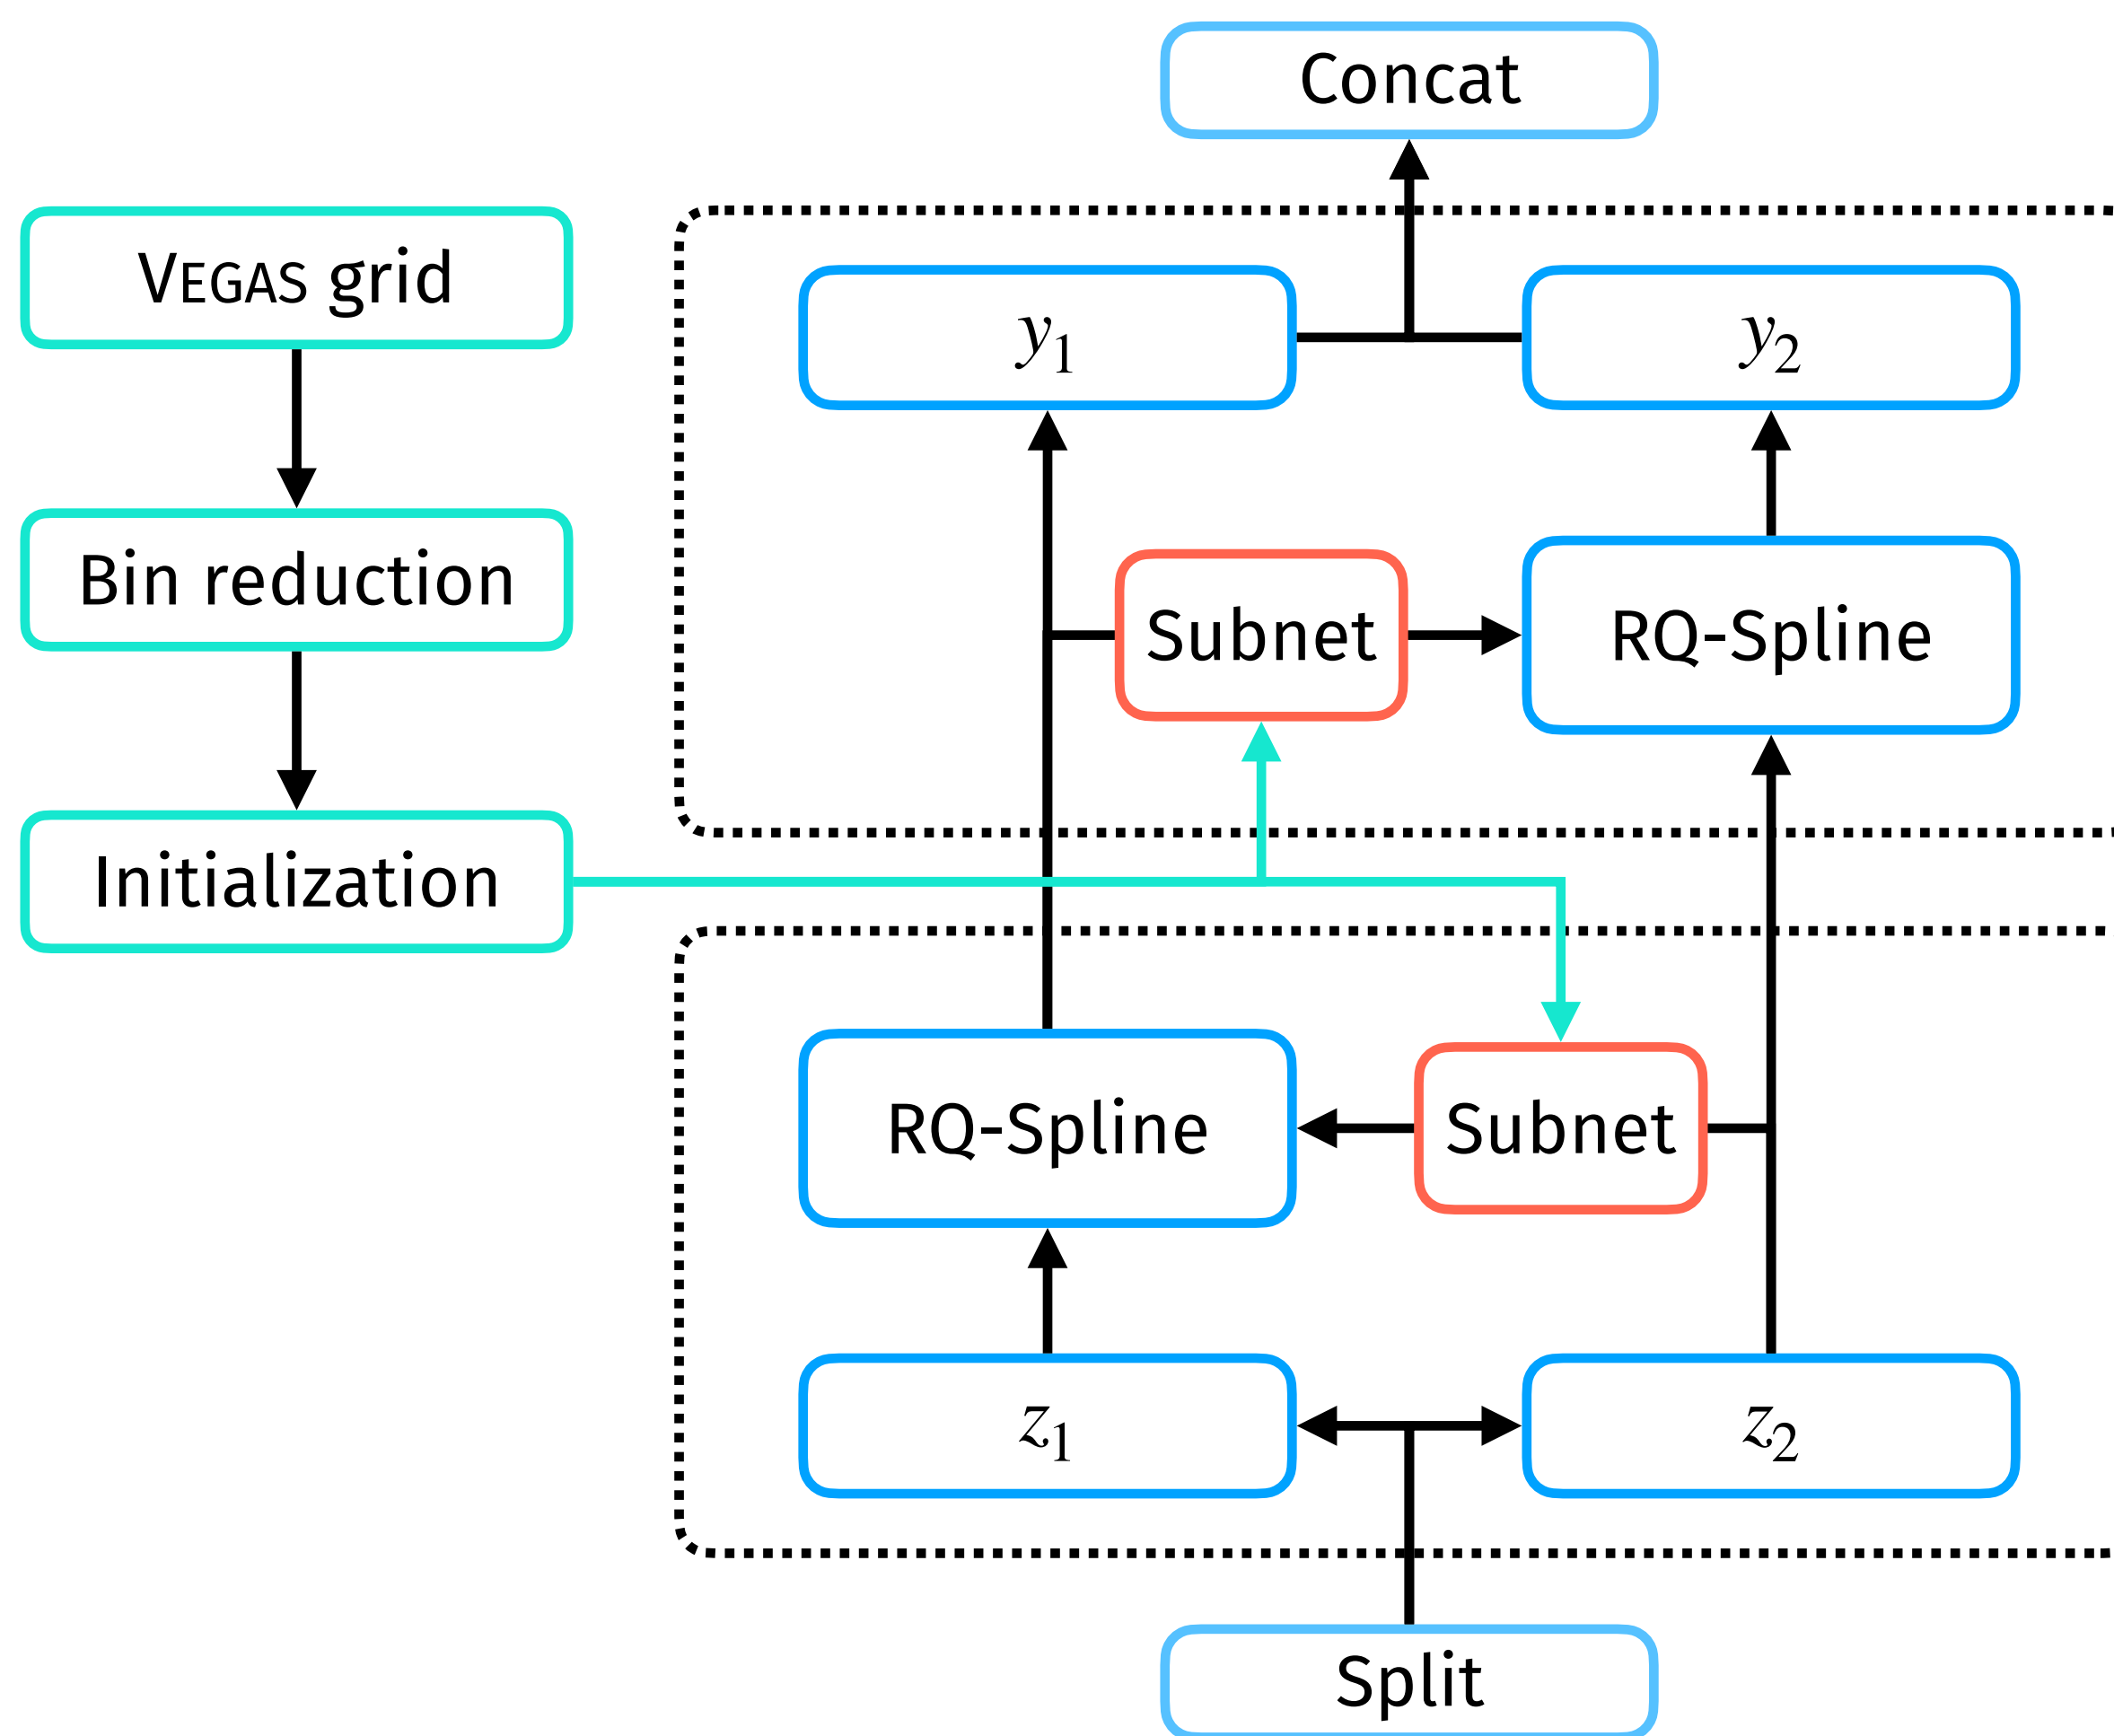 Concat
VEGAS grid
y1
y2
Bin reduction
Subnet
RQ-Spline
Initialization
RQ-Spline
Subnet
z1
z2
Split